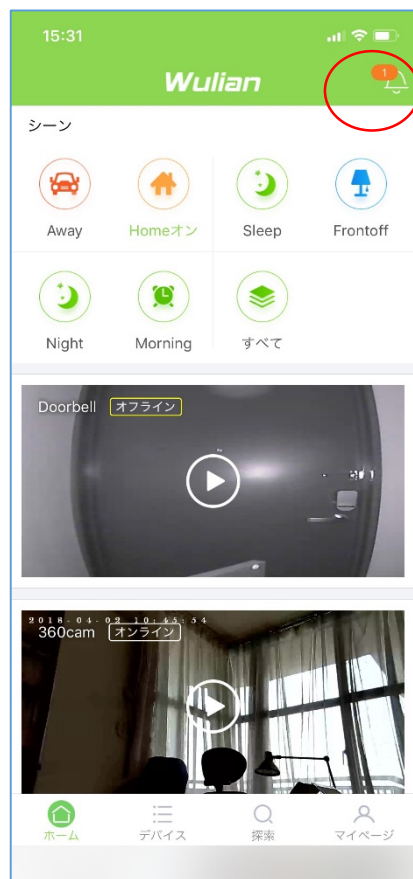 15:31
Wulian
1
シーン
Away
Homeオン
Sleep
Frontoff
Night
Morning
すべて
Doorbell オフライン
2018-04-02 10:45:54
360cam オンライン
ホーム
デバイス
探索
マイページ